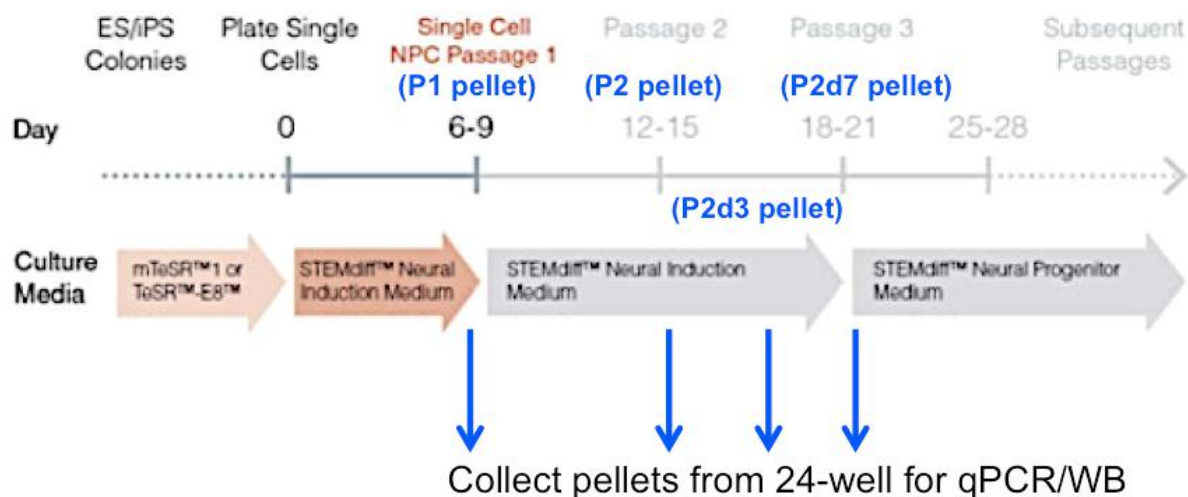 ES/iPS Colonies
Plate Single Cells
Single Cell NPC Passage 1
Passage 2
Passage 3
Subsequent Passages
(P1 pellet)
(P2 pellet)
(P2d7 pellet)
Day
0
6-9
12-15
18-21
25-28
(P2d3 pellet)
Culture Media
mTeSR™1 or
TeSR™-E8™
STEMdiff™ Neural
Induction Medium
STEMdiff™ Neural Induction
Medium
STEMdiff™ Neural Progenitor
Medium
Collect pellets from 24-well for qPCR/WB